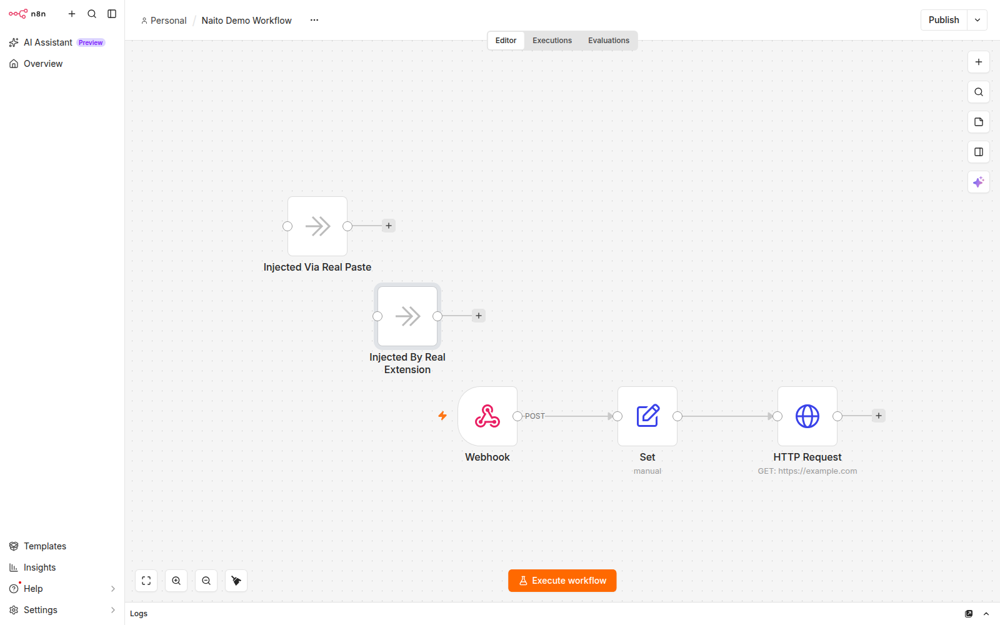 n8n
Personal / Naito Demo Workflow
Publish
Editor
Executions
Evaluations
AI Assistant Preview
Overview
Injected Via Real Paste
Injected By Real
Extension
POST
Webhook
Set
manual
HTTP Request
GET: https://example.com
Templates
Insights
Help
Settings
Execute workflow
Logs